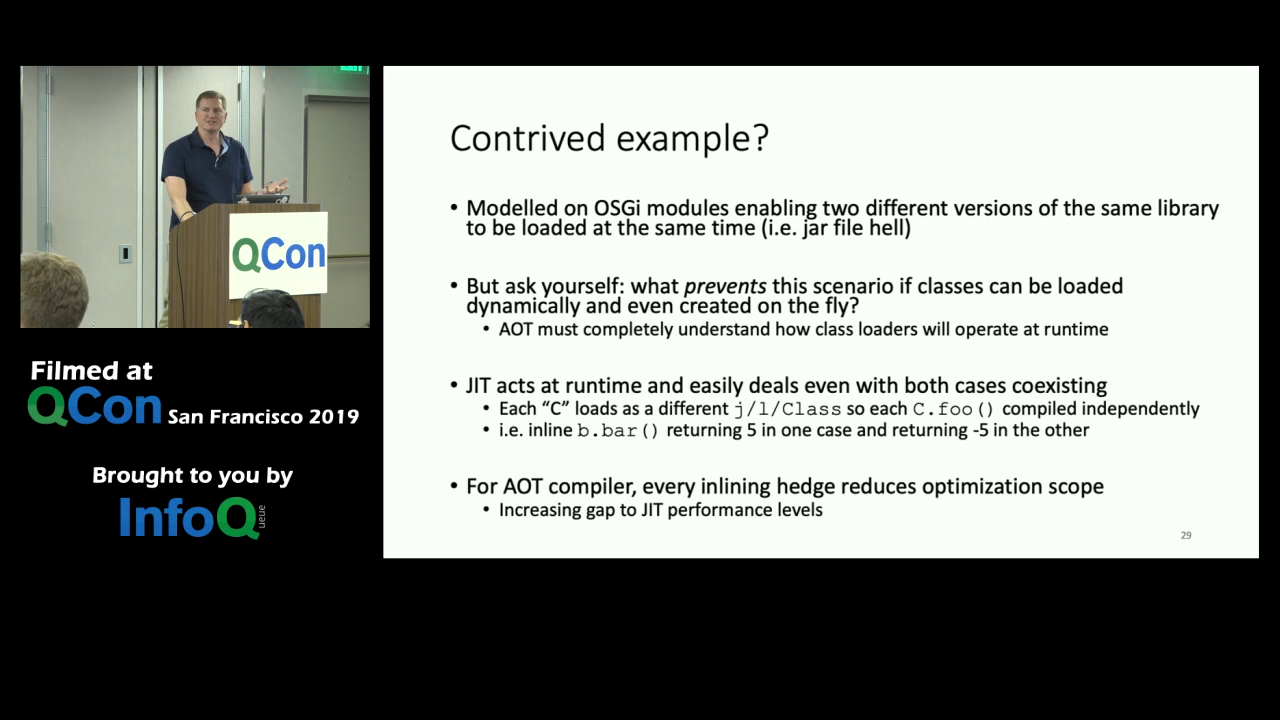 EXIT
QCon
Filmed at
QCon San Francisco 2019
Brought to you by
InfoQueue
Contrived example?
• Modelled on OSGi modules enabling two different versions of the same library
to be loaded at the same time (i.e. jar file hell)
• But ask yourself: what prevents this scenario if classes can be loaded
dynamically and even created on the fly?
• AOT must completely understand how class loaders will operate at runtime
• JIT acts at runtime and easily deals even with both cases coexisting
• Each “C” loads as a different j/l/Class so each C.foo() compiled independently
• i.e. inline b.bar() returning 5 in one case and returning -5 in the other
• For AOT compiler, every inlining hedge reduces optimization scope
• Increasing gap to JIT performance levels
29